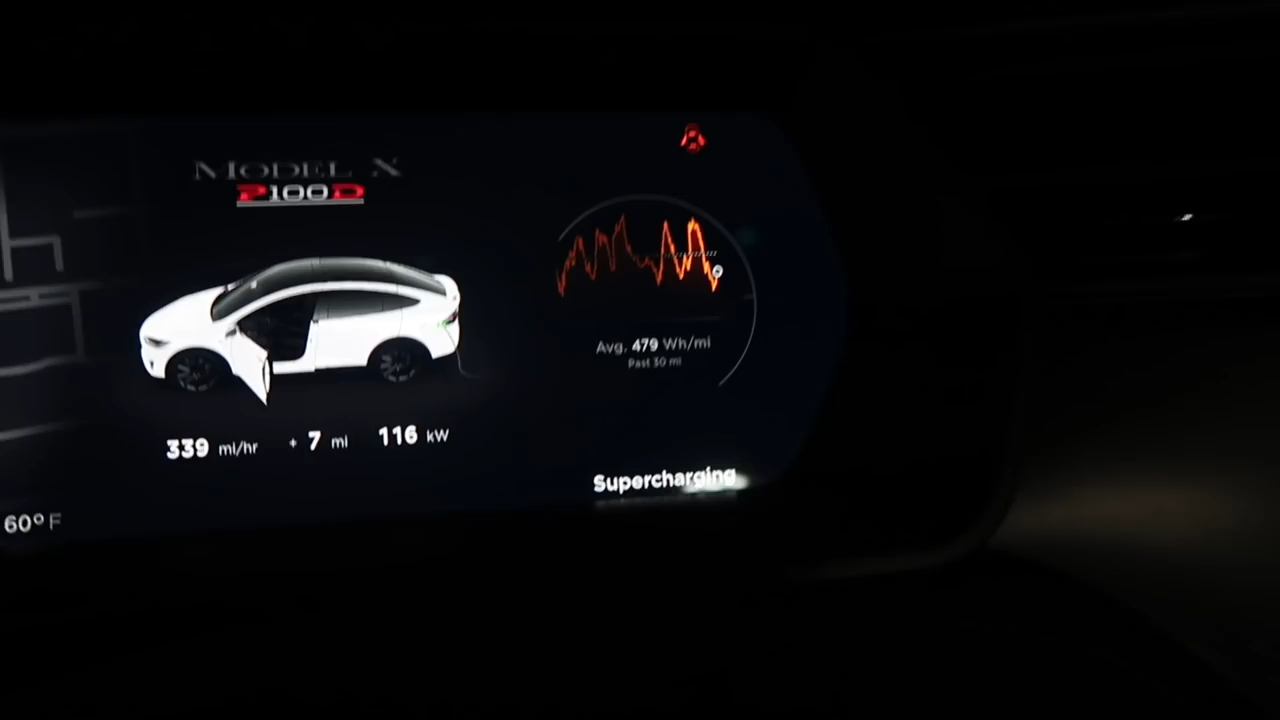 MODEL X
P100D
Avg. 479 Wh/mi
Past 30 mi
339 mi/hr + 7 mi 116 kW
Supercharging
60°F